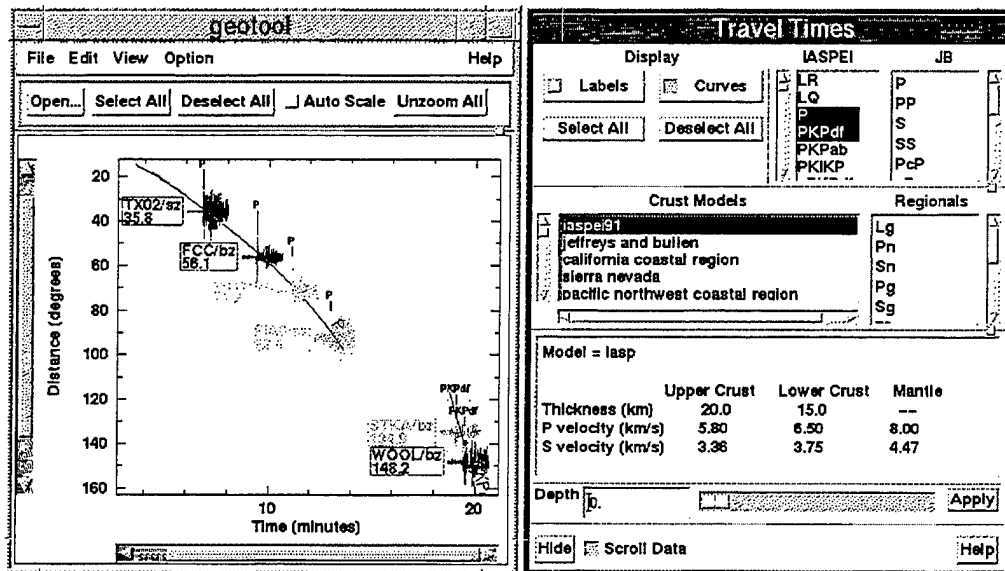 geotool
File Edit View Option Help
Open... Select All Deselect All Auto Scale Unzoom All
20
40
60
80
100
120
140
160
Distance (degrees)
P
TX02/sz
35.8
P
FCC/bz
56.1
P
P
PKPdf
PKPdf
STKA/bz
WOOL/bz
148.2
10
20
Time (minutes)
Travel Times
Display
Labels Curves
Select All Deselect All
IASPEI
LR
LQ
P
PKPdf
PKPab
PKIKP
JB
P
PP
S
SS
PcP
Crust Models
iaspei91
jeffreys and bullen
california coastal region
sierra nevada
pacific northwest coastal region
Regionals
Lg
Pn
Sn
Pg
Sg
Model = iasp
Upper Crust Lower Crust Mantle
Thickness (km) 20.0 15.0 --
P velocity (km/s) 5.80 6.50 8.00
S velocity (km/s) 3.36 3.75 4.47
Depth 0. Apply
Hide Scroll Data Help